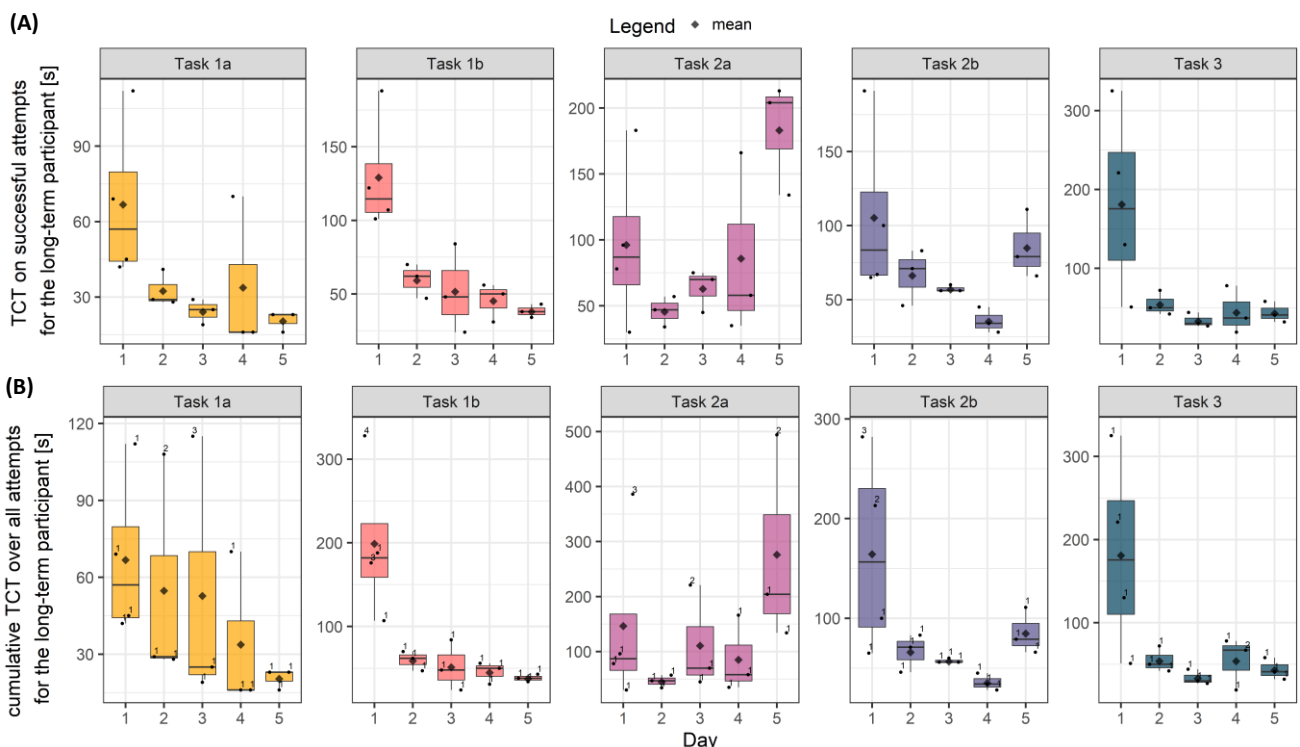 (A)
Legend ◆ mean
Task 1a Task 1b Task 2a Task 2b Task 3
TCT on successful attempts
for the long-term participant [s]
90
60
30
150
100
50
200
150
100
50
150
100
50
300
200
100
1 2 3 4 5 1 2 3 4 5 1 2 3 4 5 1 2 3 4 5 1 2 3 4 5
(B)
Task 1a Task 1b Task 2a Task 2b Task 3
cumulative TCT over all attempts
for the long-term participant [s]
120
90
60
30
300
200
100
500
400
300
200
100
300
200
100
300
200
100
1 2 3 4 5 1 2 3 4 5 1 2 3 4 5 1 2 3 4 5 1 2 3 4 5
Day